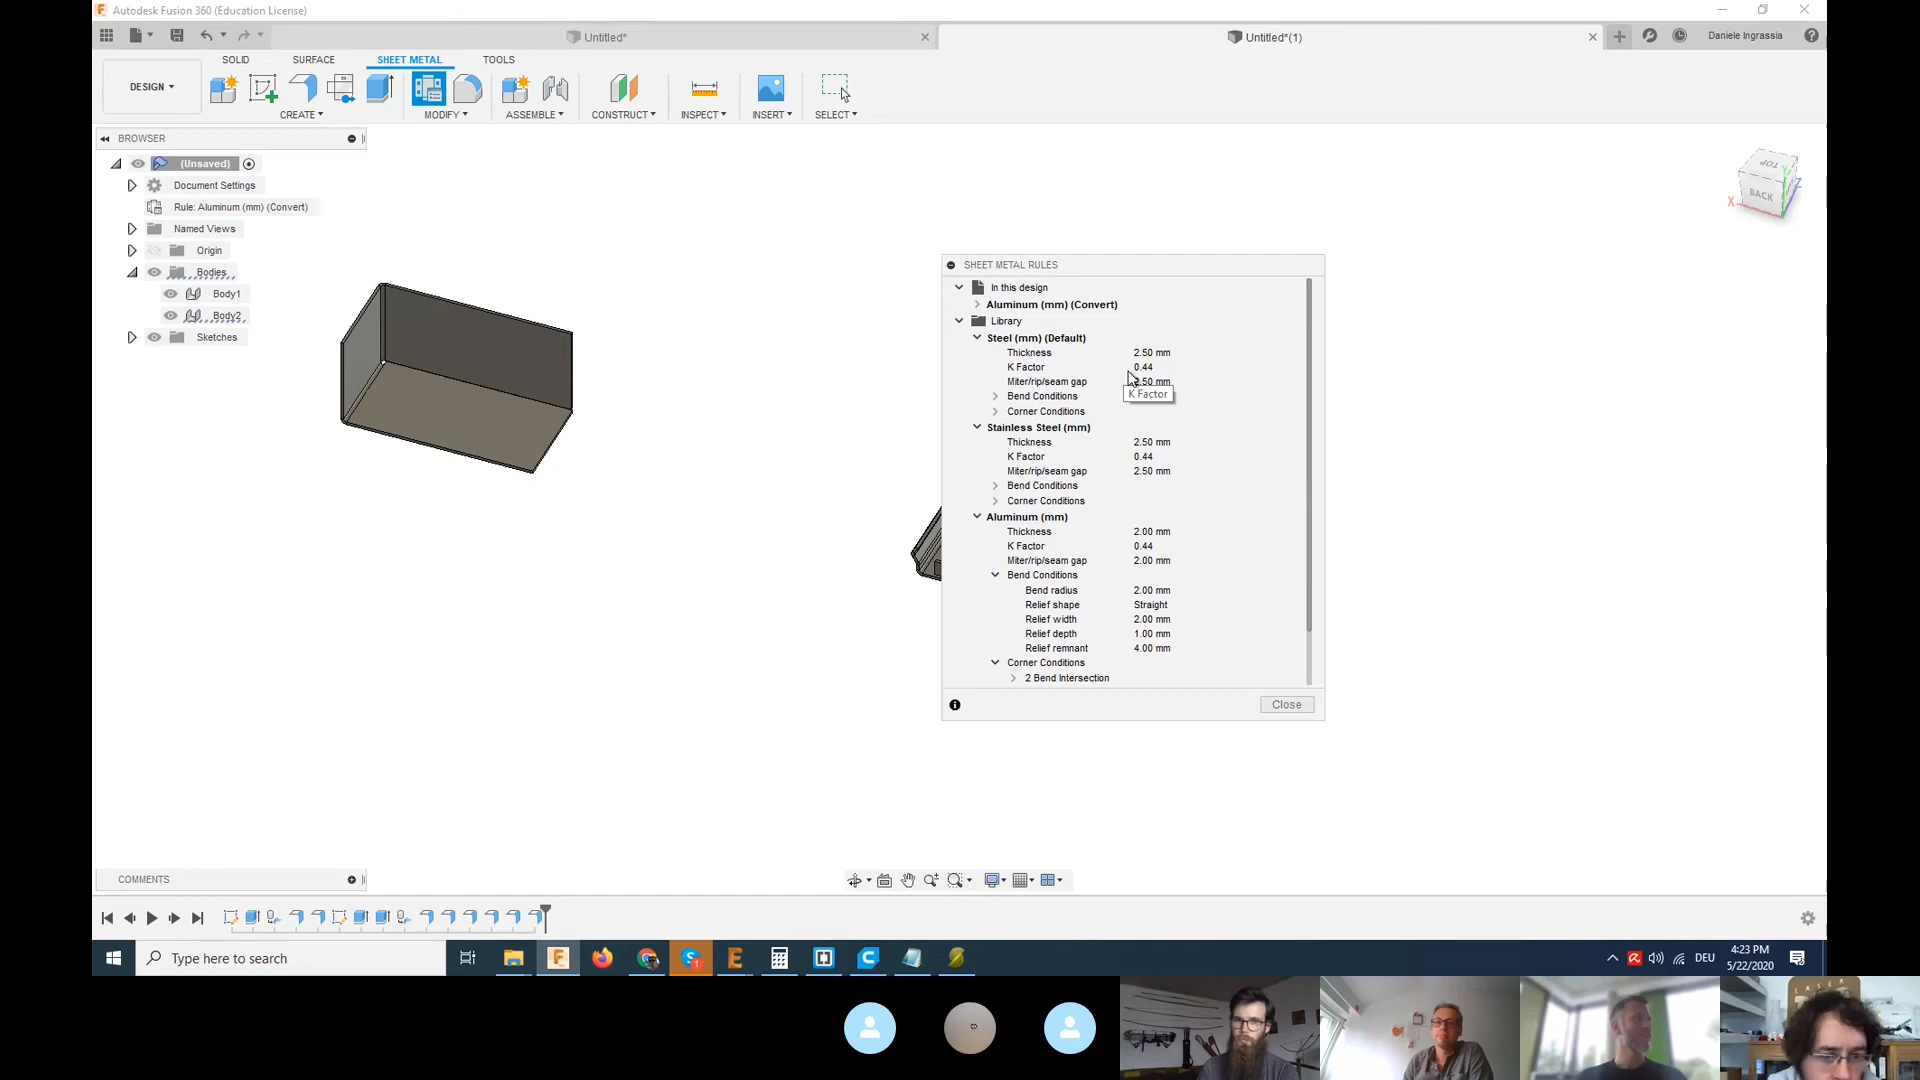 Autodesk Fusion 360 (Education License)
Untitled*
Untitled*(1)
Daniele Ingrassia
SOLID
SURFACE
SHEET METAL
TOOLS
DESIGN
CREATE
MODIFY
ASSEMBLE
CONSTRUCT
INSPECT
INSERT
SELECT
BROWSER
(Unsaved)
Document Settings
Rule: Aluminum (mm) (Convert)
Named Views
Origin
Bodies
Body1
Body2
Sketches
TOP
BACK
X
Z
SHEET METAL RULES
In this design
Aluminum (mm) (Convert)
Library
Steel (mm) (Default)
Thickness 2.50 mm
K Factor 0.44
Miter/rip/seam gap 2.50 mm
K Factor
Bend Conditions
Corner Conditions
Stainless Steel (mm)
Thickness 2.50 mm
K Factor 0.44
Miter/rip/seam gap 2.50 mm
Bend Conditions
Corner Conditions
Aluminum (mm)
Thickness 2.00 mm
K Factor 0.44
Miter/rip/seam gap 2.00 mm
Bend Conditions
Bend radius 2.00 mm
Relief shape Straight
Relief width 2.00 mm
Relief depth 1.00 mm
Relief remnant 4.00 mm
Corner Conditions
2 Bend Intersection
Close
COMMENTS
Type here to search
DEU
4:23 PM
5/22/2020
LASER